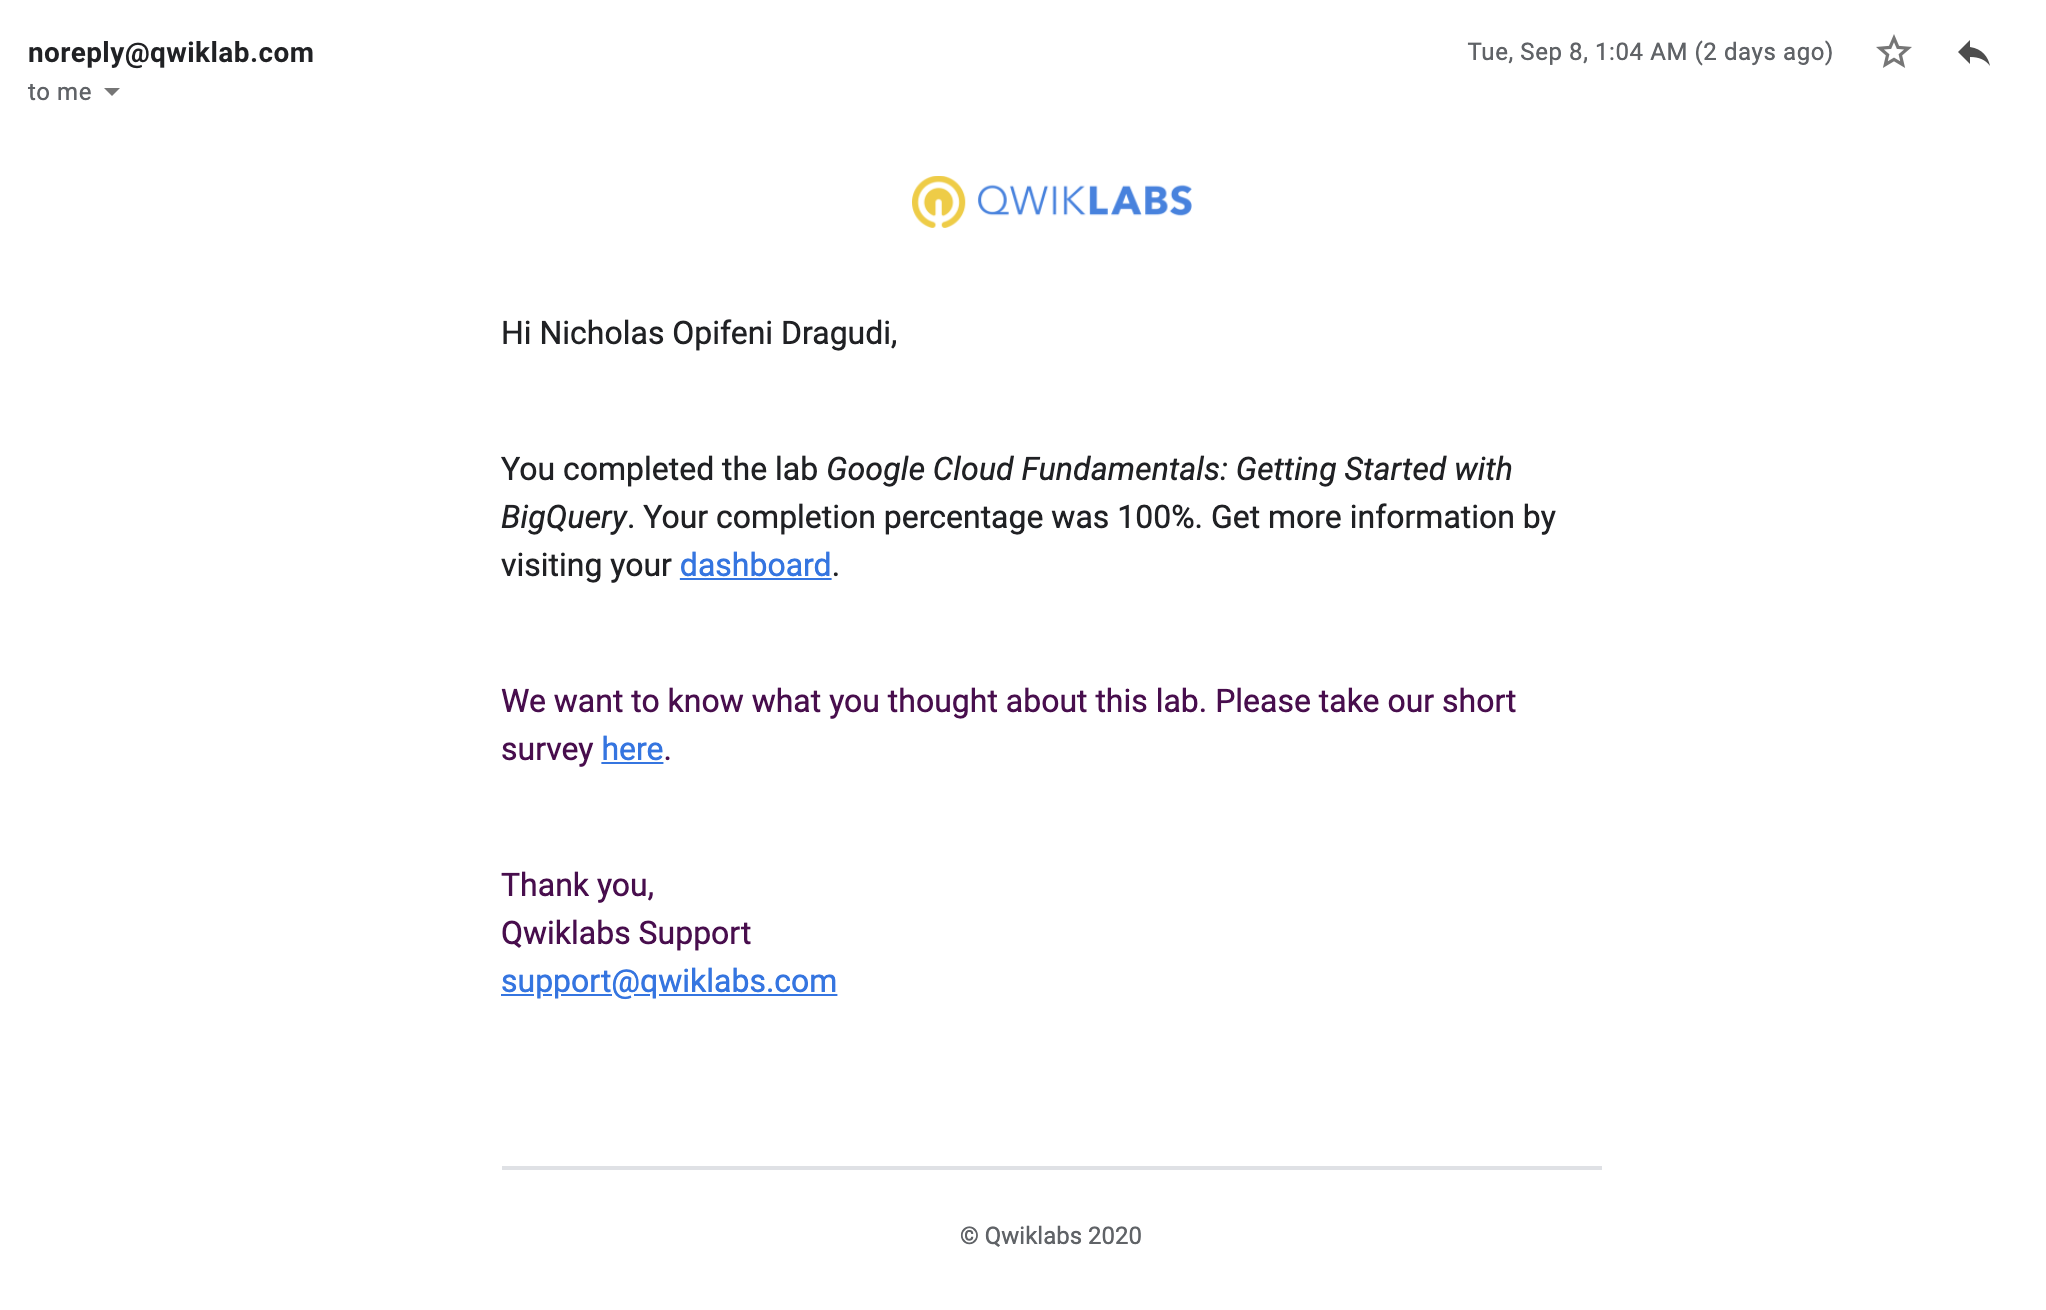 noreply@qwiklab.com
Tue, Sep 8, 1:04 AM (2 days ago)
to me
QWIKLABS
Hi Nicholas Opifeni Dragudi,
You completed the lab Google Cloud Fundamentals: Getting Started with
BigQuery. Your completion percentage was 100%. Get more information by
visiting your dashboard.
We want to know what you thought about this lab. Please take our short
survey here.
Thank you,
Qwiklabs Support
support@qwiklabs.com
© Qwiklabs 2020